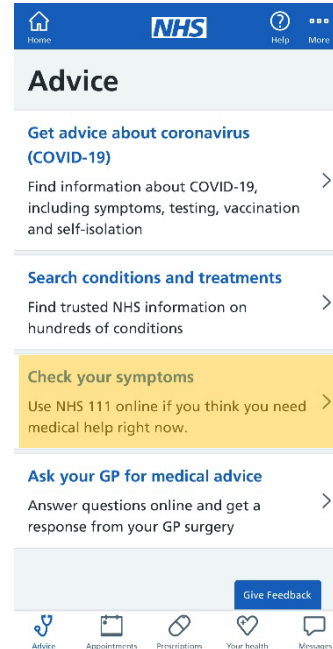 NHS
Home
Help
More
Advice
Get advice about coronavirus
(COVID-19)
Find information about COVID-19,
including symptoms, testing, vaccination
and self-isolation
Search conditions and treatments
Find trusted NHS information on
hundreds of conditions
Check your symptoms
Use NHS 111 online if you think you need
medical help right now.
Ask your GP for medical advice
Answer questions online and get a
response from your GP surgery
Give Feedback
Advice
Appointments
Prescriptions
Your health
Messages